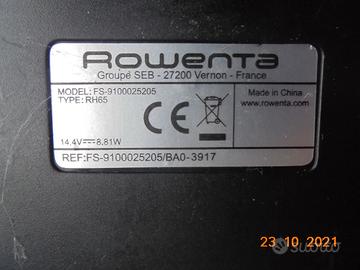 Rowenta
Groupe SEB - 27200 Vernon - France
MODEL: FS-9100025205
TYPE: RH65
Made in China
www.rowenta.com
14,4V 8,81W
REF:FS-9100025205/BA0-3917
23 10 2021
subito